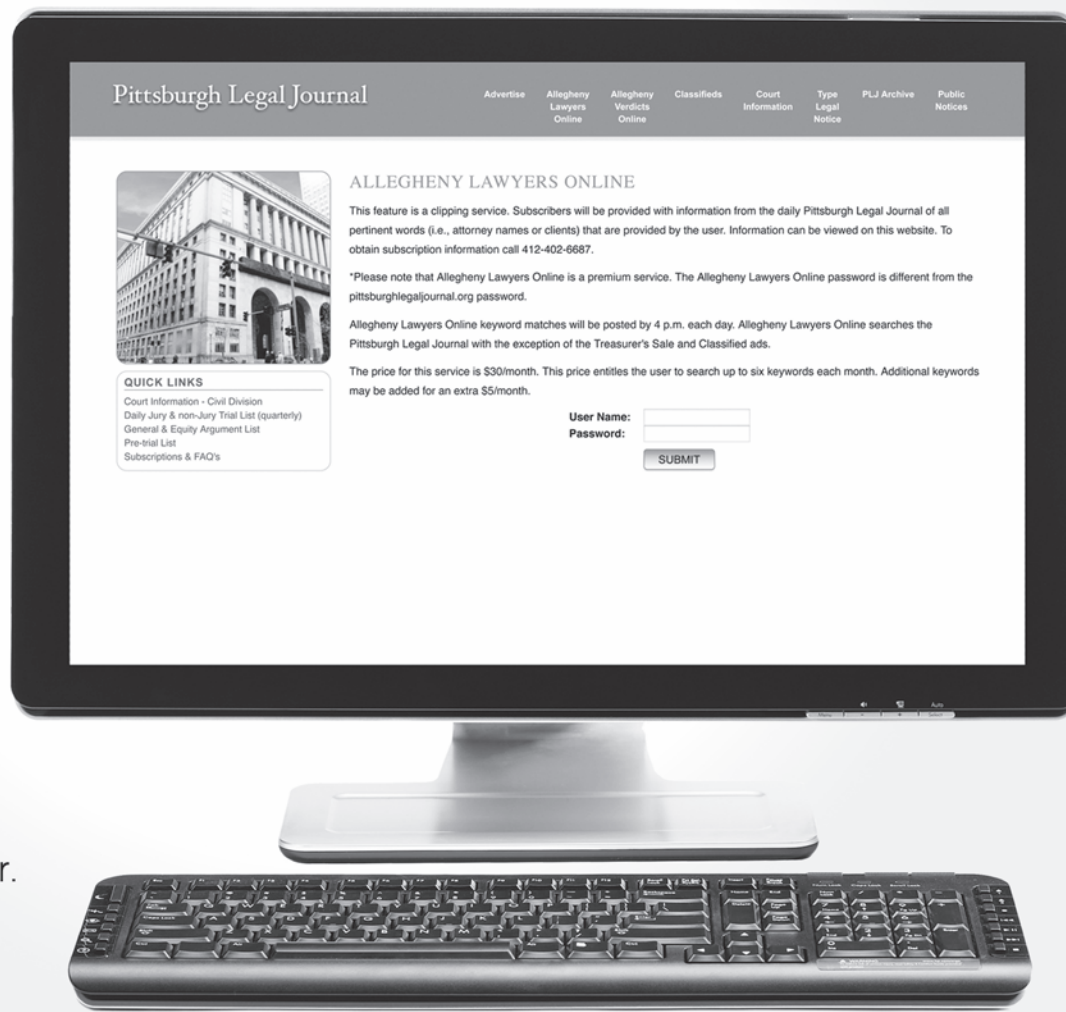 Pittsburgh Legal Journal
Advertise
Allegheny
Lawyers
Online
Allegheny
Verdicts
Online
Classifieds
Court
Information
Type
Legal
Notice
PLJ Archive
Public
Notices
ALLEGHENY LAWYERS ONLINE
This feature is a clipping service. Subscribers will be provided with information from the daily Pittsburgh Legal Journal of all
pertinent words (i.e., attorney names or clients) that are provided by the user. Information can be viewed on this website. To
obtain subscription information call 412-402-6687.
*Please note that Allegheny Lawyers Online is a premium service. The Allegheny Lawyers Online password is different from the
pittsburghlegaljournal.org password.
Allegheny Lawyers Online keyword matches will be posted by 4 p.m. each day. Allegheny Lawyers Online searches the
Pittsburgh Legal Journal with the exception of the Treasurer's Sale and Classified ads.
The price for this service is $30/month. This price entitles the user to search up to six keywords each month. Additional keywords
may be added for an extra $5/month.
User Name:
Password:
SUBMIT
QUICK LINKS
Court Information - Civil Division
Daily Jury & non-Jury Trial List (quarterly)
General & Equity Argument List
Pre-trial List
Subscriptions & FAQ's
Menu - + Select
Auto
r.